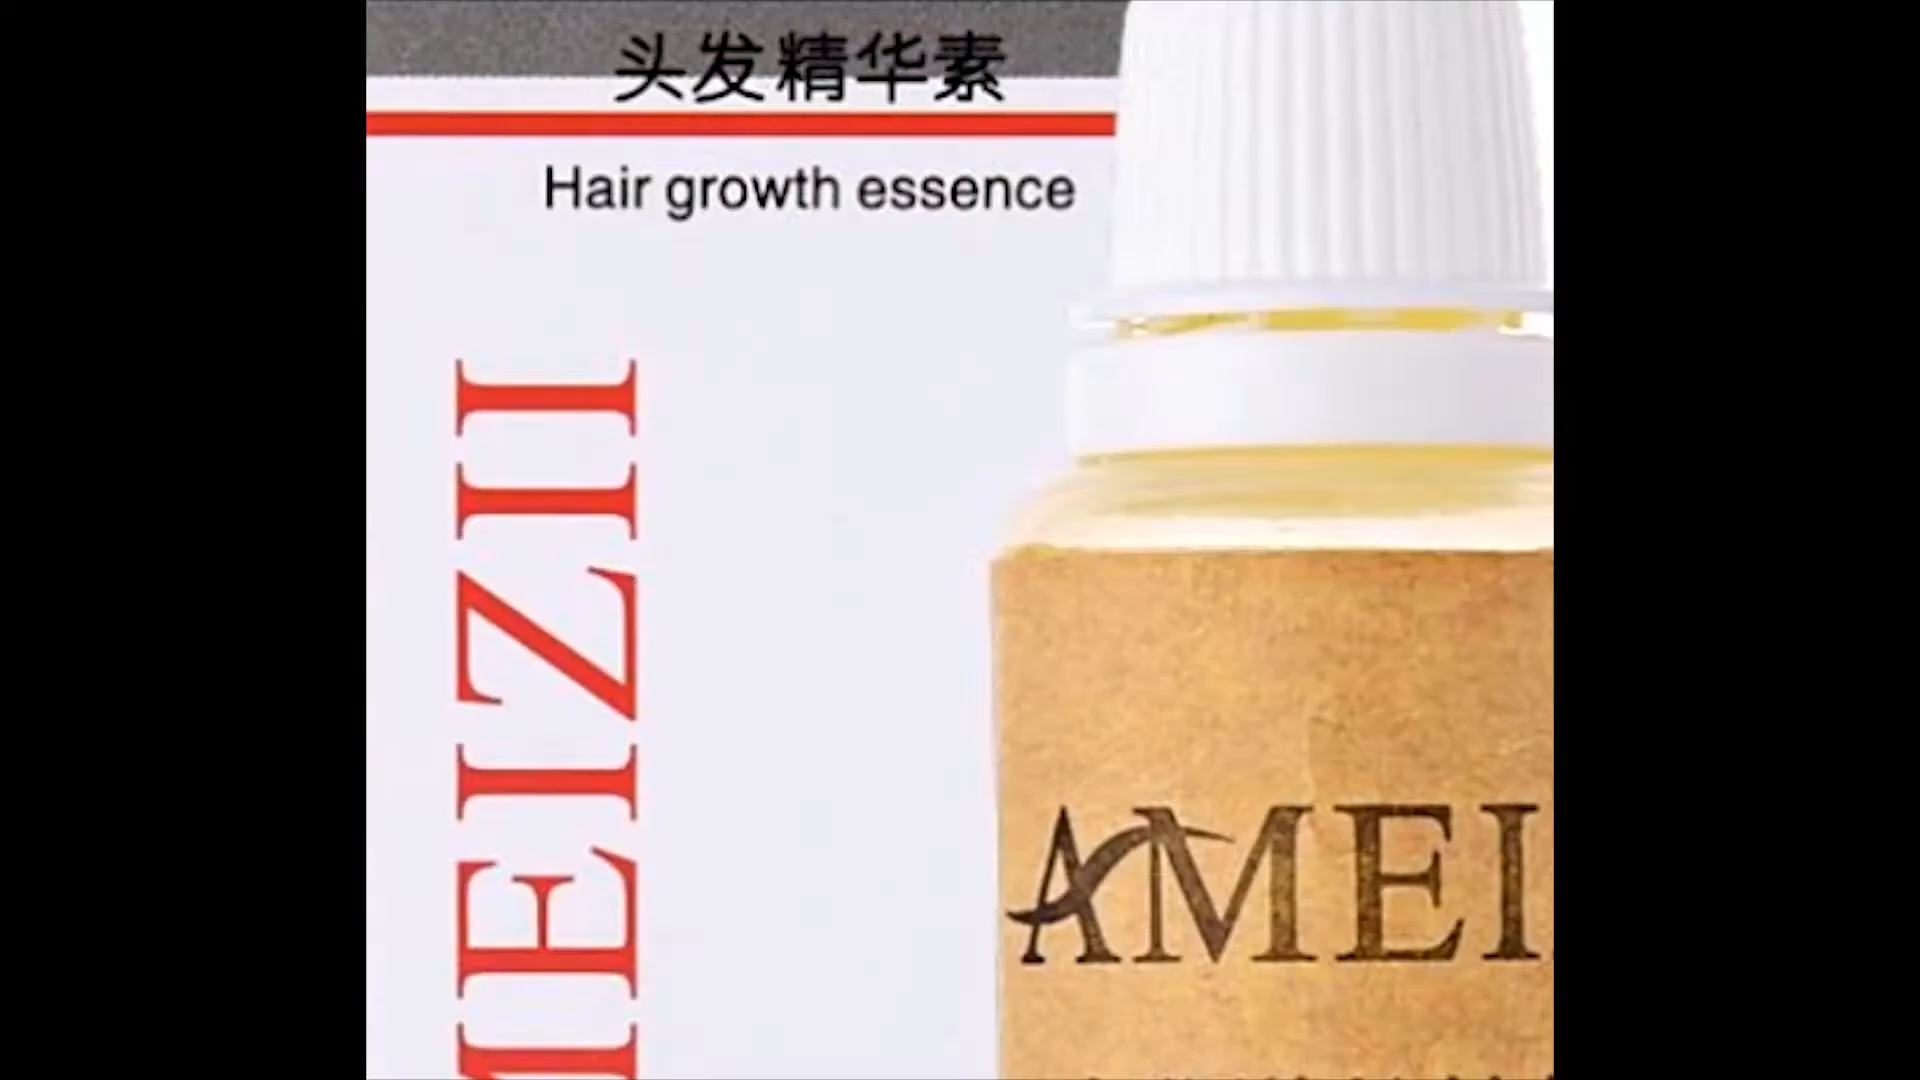 头发精华素
Hair growth essence
MEIZII
AMEI